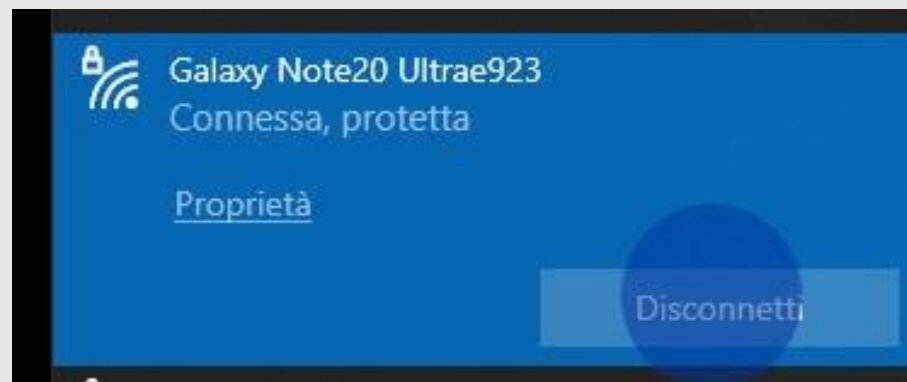 Galaxy Note20 Ultrae923
Connessa, protetta
Proprietà
Disconnetti